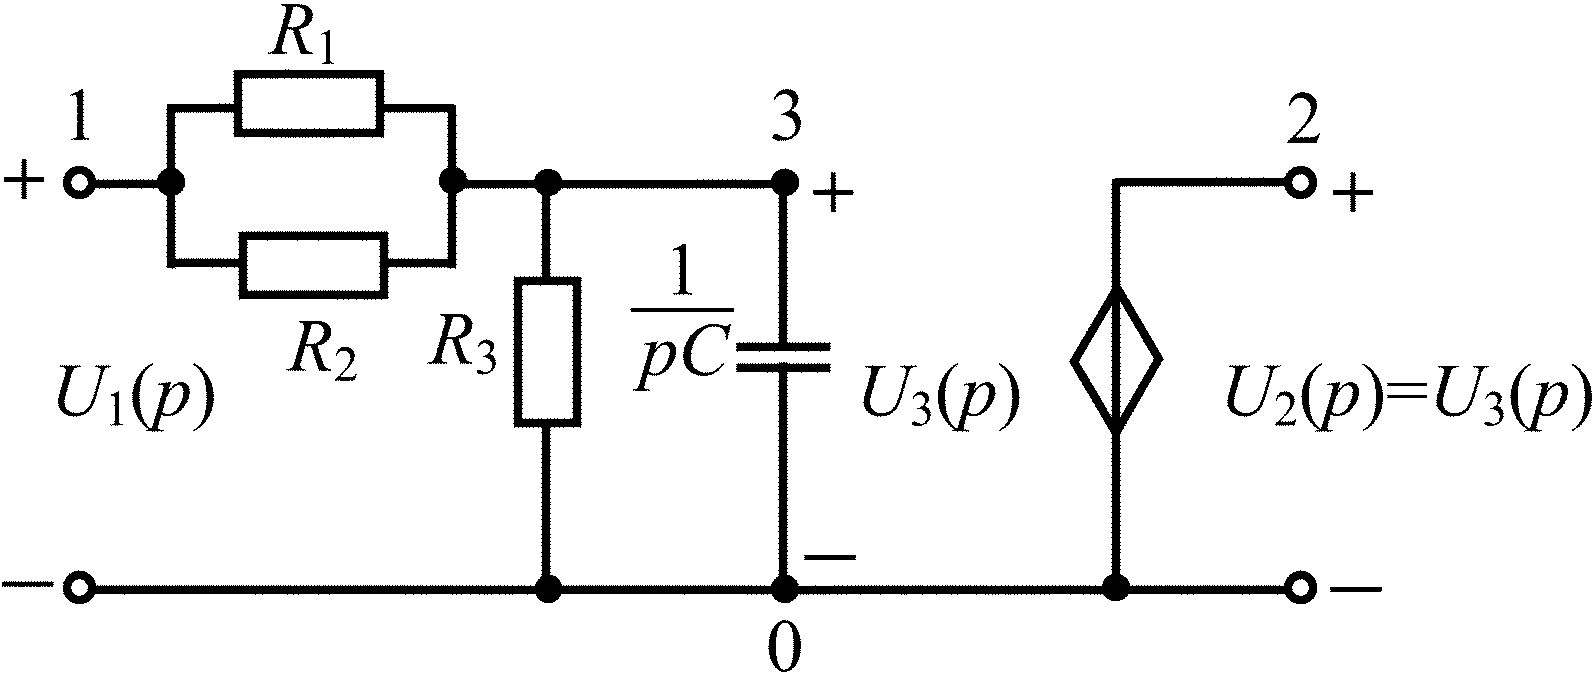 R1
1
3
2
+
+
+
R2
R3
1
pC
U1(p)
U3(p)
U2(p)=U3(p)
−
−
−
0